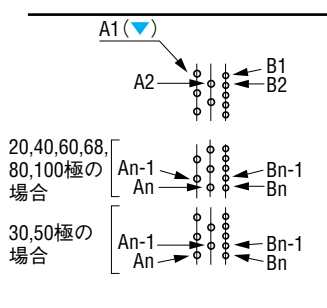 A1(▼)
B1
A2
B2
20,40,60,68,
80,100極の
場合
An-1
An
Bn-1
Bn
30,50極の
場合
An-1
An
Bn-1
Bn